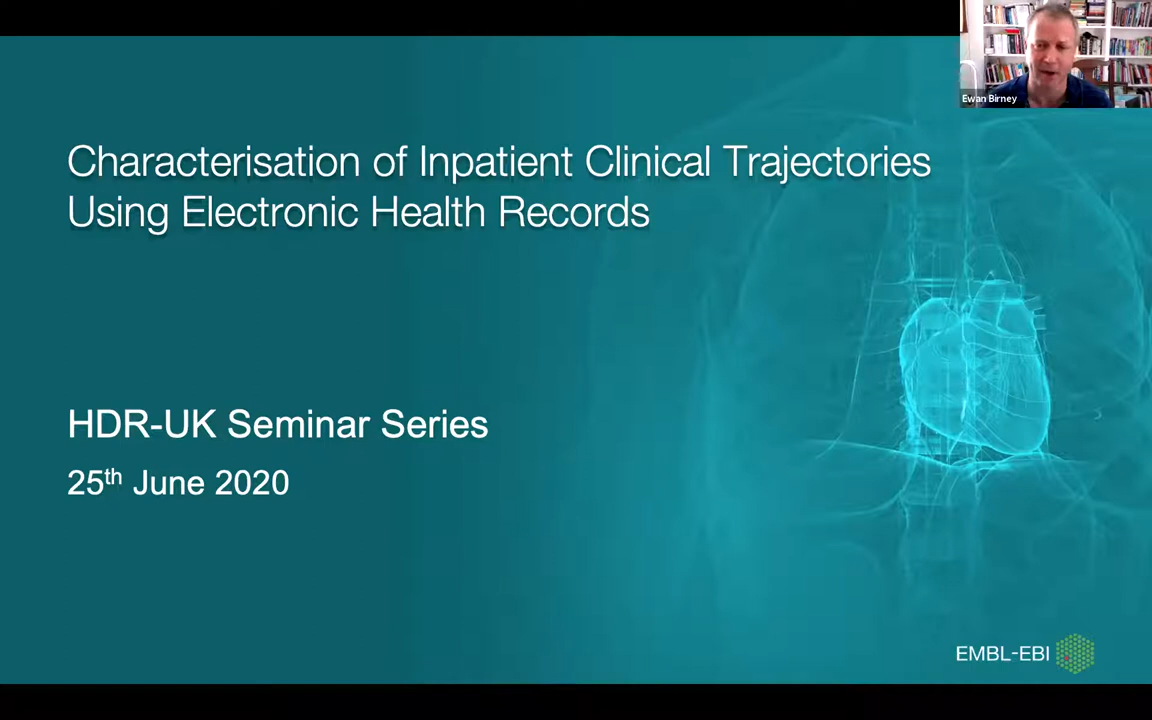 Ewan Birney
Characterisation of Inpatient Clinical Trajectories
Using Electronic Health Records
HDR-UK Seminar Series
25th June 2020
EMBL-EBI